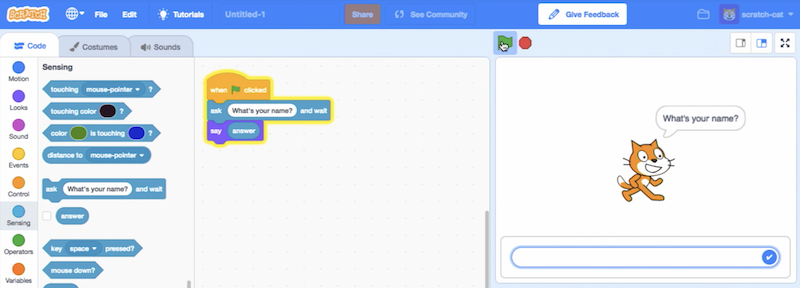 SCRATCH File Edit Tutorials Untitled-1 Share See Community Give Feedback scratch-cat
Code Costumes Sounds
Motion
Looks
Sound
Events
Control
Sensing
Operators
Variables
Sensing
touching mouse-pointer ?
touching color ?
color is touching ?
distance to mouse-pointer
ask What's your name? and wait
answer
key space pressed?
mouse down?
when clicked
ask What's your name? and wait
say answer
What's your name?